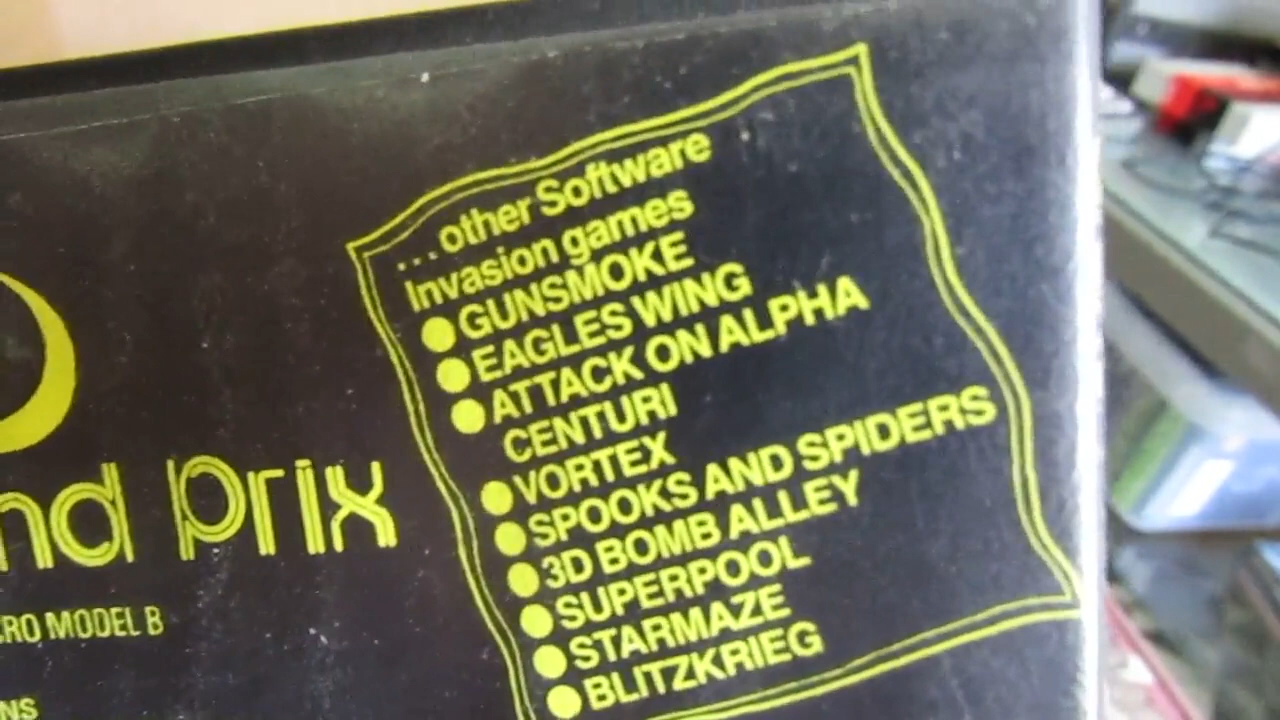 ...other Software
Invasion games
GUNSMOKE
EAGLES WING
ATTACK ON ALPHA
CENTURI
VORTEX
SPOOKS AND SPIDERS
3D BOMB ALLEY
SUPERPOOL
STARMAZE
BLITZKRIEG
nd Prix
CRO MODEL B
NS